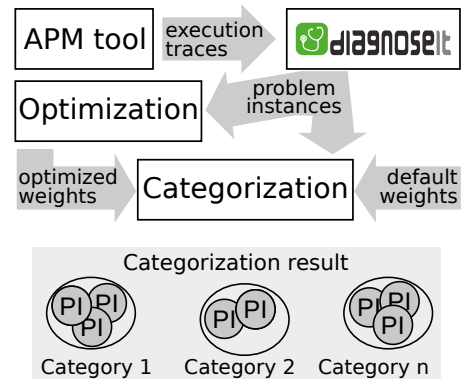 APM tool
execution
traces
diagnoseIt
Optimization
problem
instances
optimized
weights
Categorization
default
weights
Categorization result
PI PI PI
PI PI
PI PI PI
Category 1 Category 2 Category n